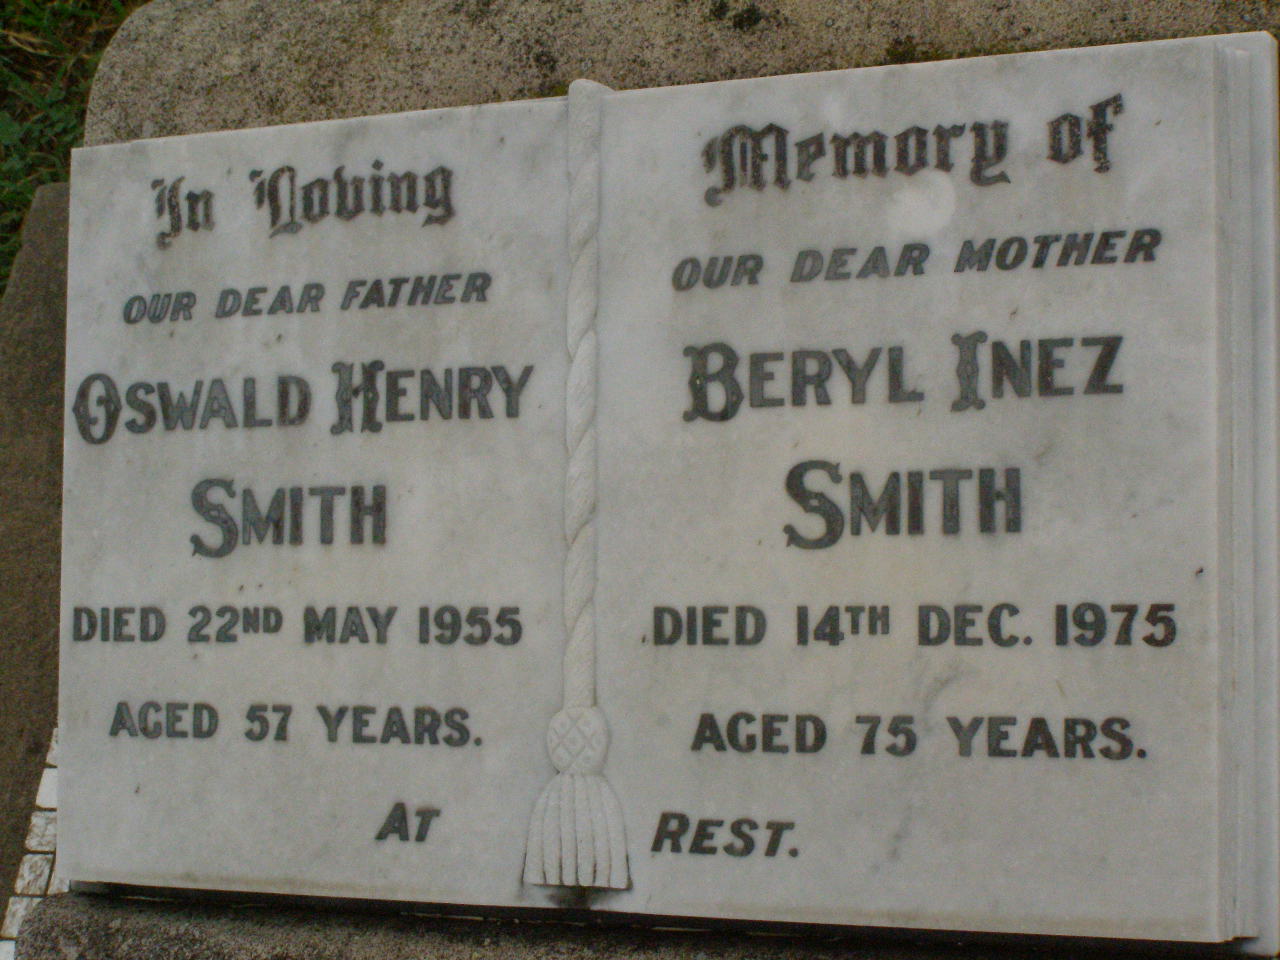 In Loving Memory of
OUR DEAR FATHER
OSWALD HENRY
SMITH
DIED 22ND MAY 1955
AGED 57 YEARS.
OUR DEAR MOTHER
BERYL INEZ
SMITH
DIED 14TH DEC. 1975
AGED 75 YEARS.
AT REST.